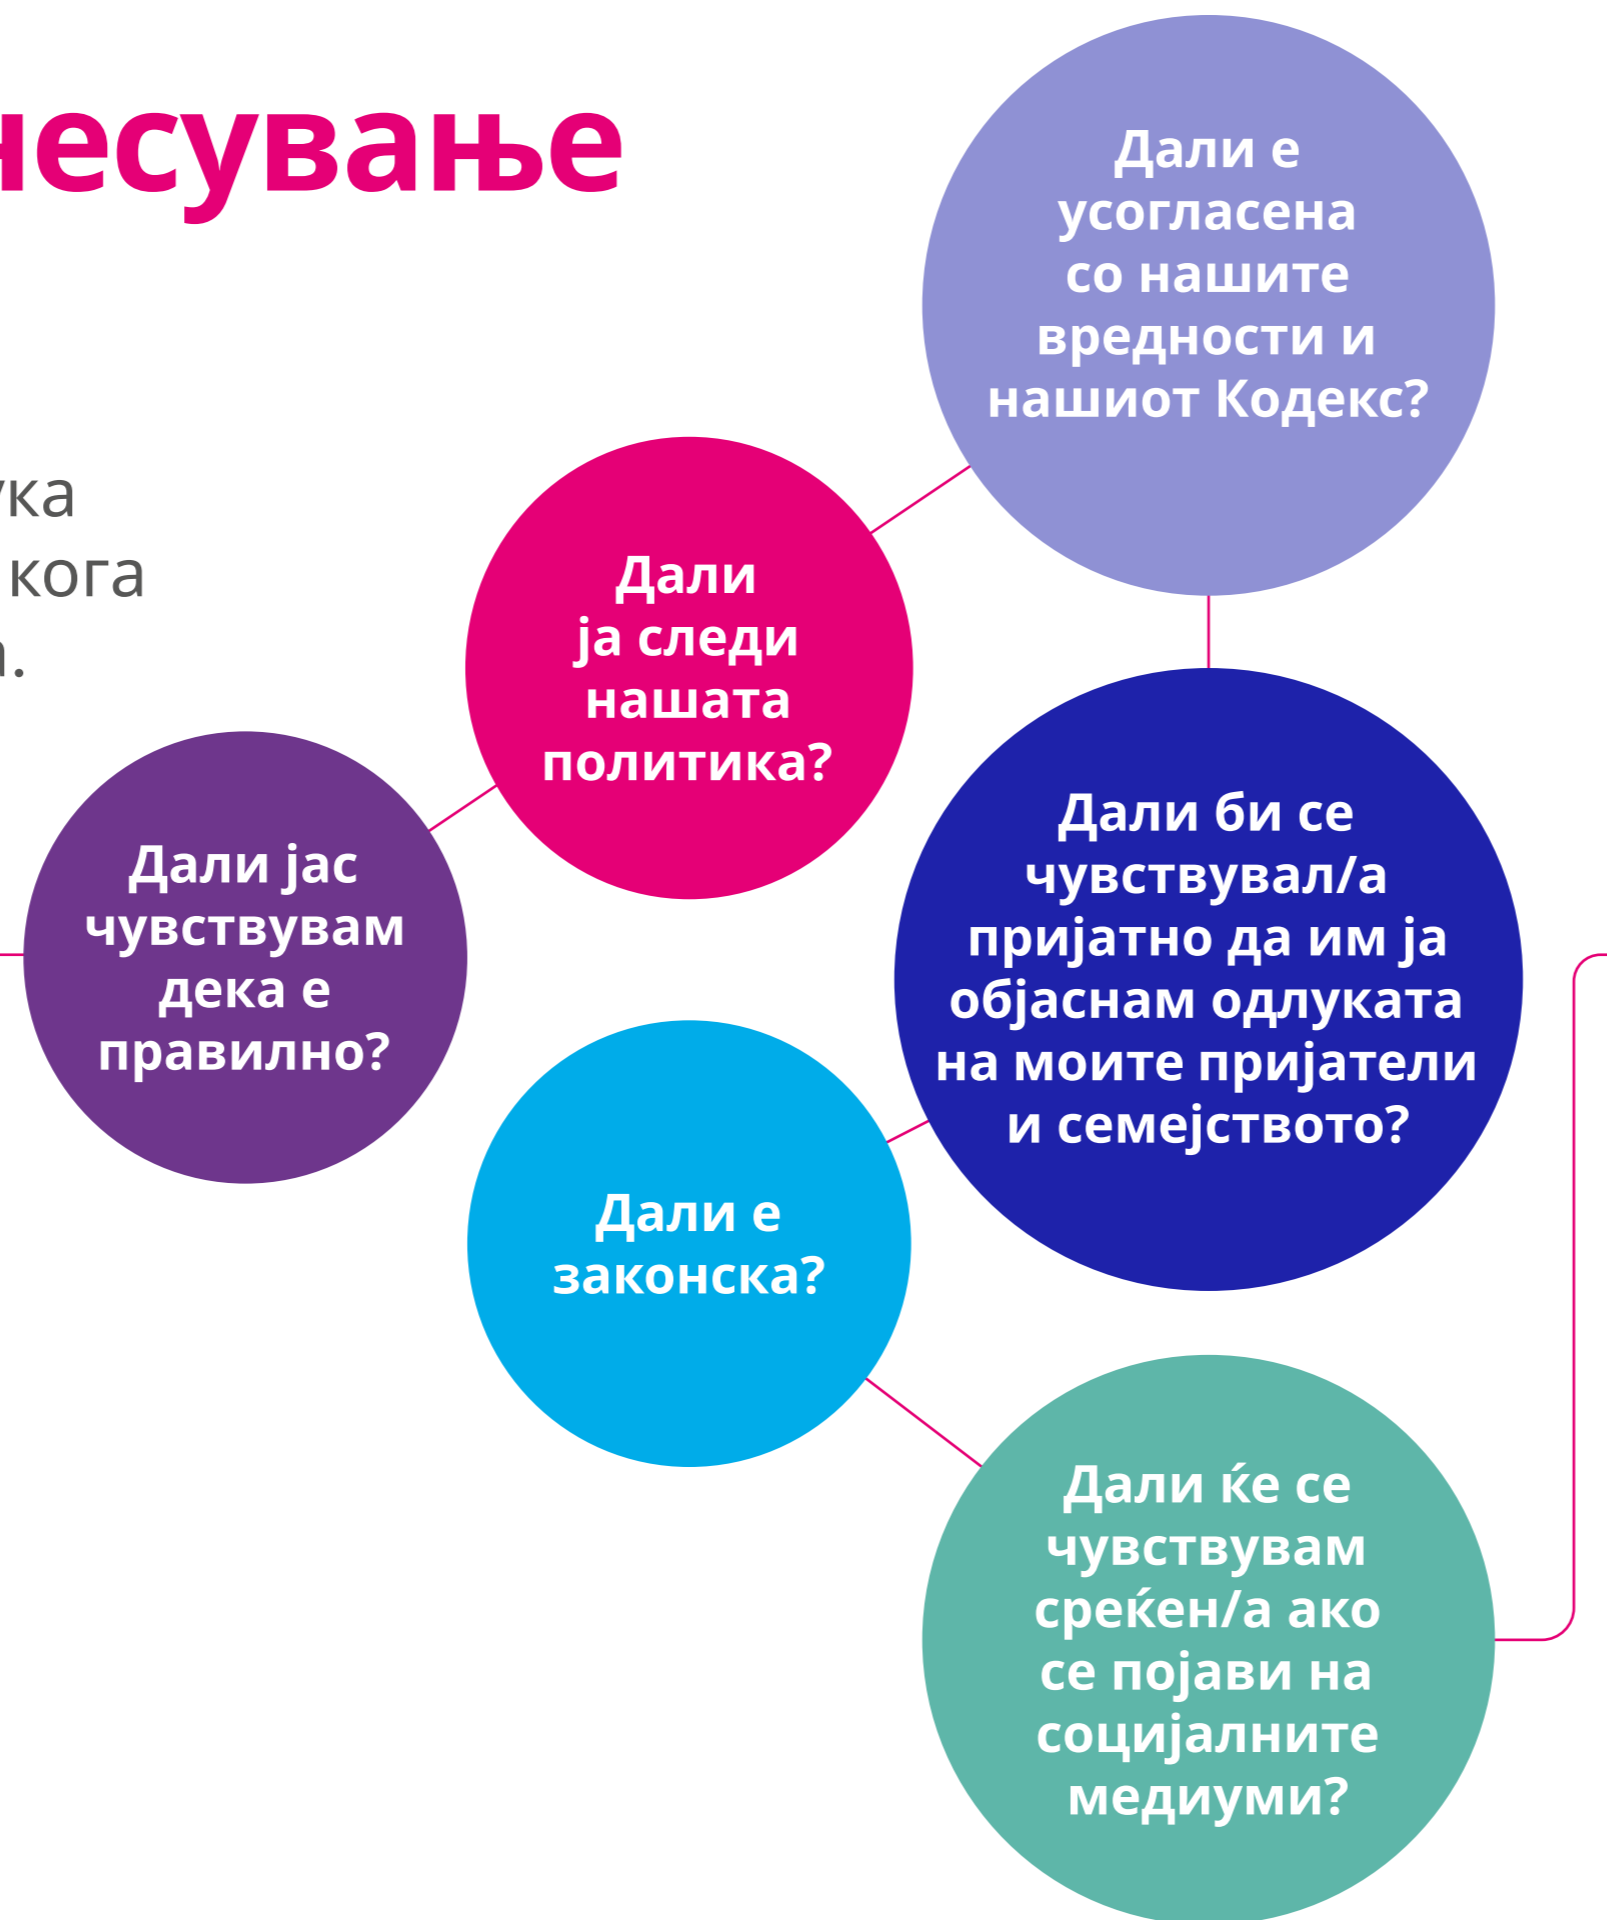 несување
ука
кога
а.
Дали јас
чувствувам
дека е
правилно?
Дали
ја следи
нашата
политика?
Дали е
усогласена
со нашите
вредности и
нашиот Кодекс?
Дали би се
чувствувал/а
пријатно да им ја
објаснам одлуката
на моите пријатели
и семејството?
Дали е
законска?
Дали ќе се
чувствувам
среќен/а ако
се појави на
социјалните
медиуми?